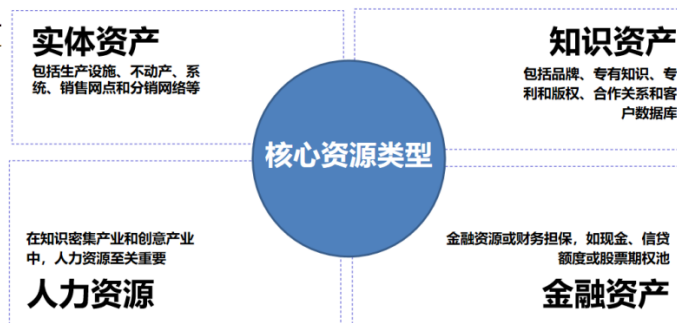 实体资产
包括生产设施、不动产、系
统、销售网点和分销网络等
知识资产
包括品牌、专有知识、专
利和版权、合作关系和客
户数据库
核心资源类型
在知识密集产业和创意产业
中，人力资源至关重要
人力资源
金融资源或财务担保，如现金、信贷
额度或股票期权池
金融资产